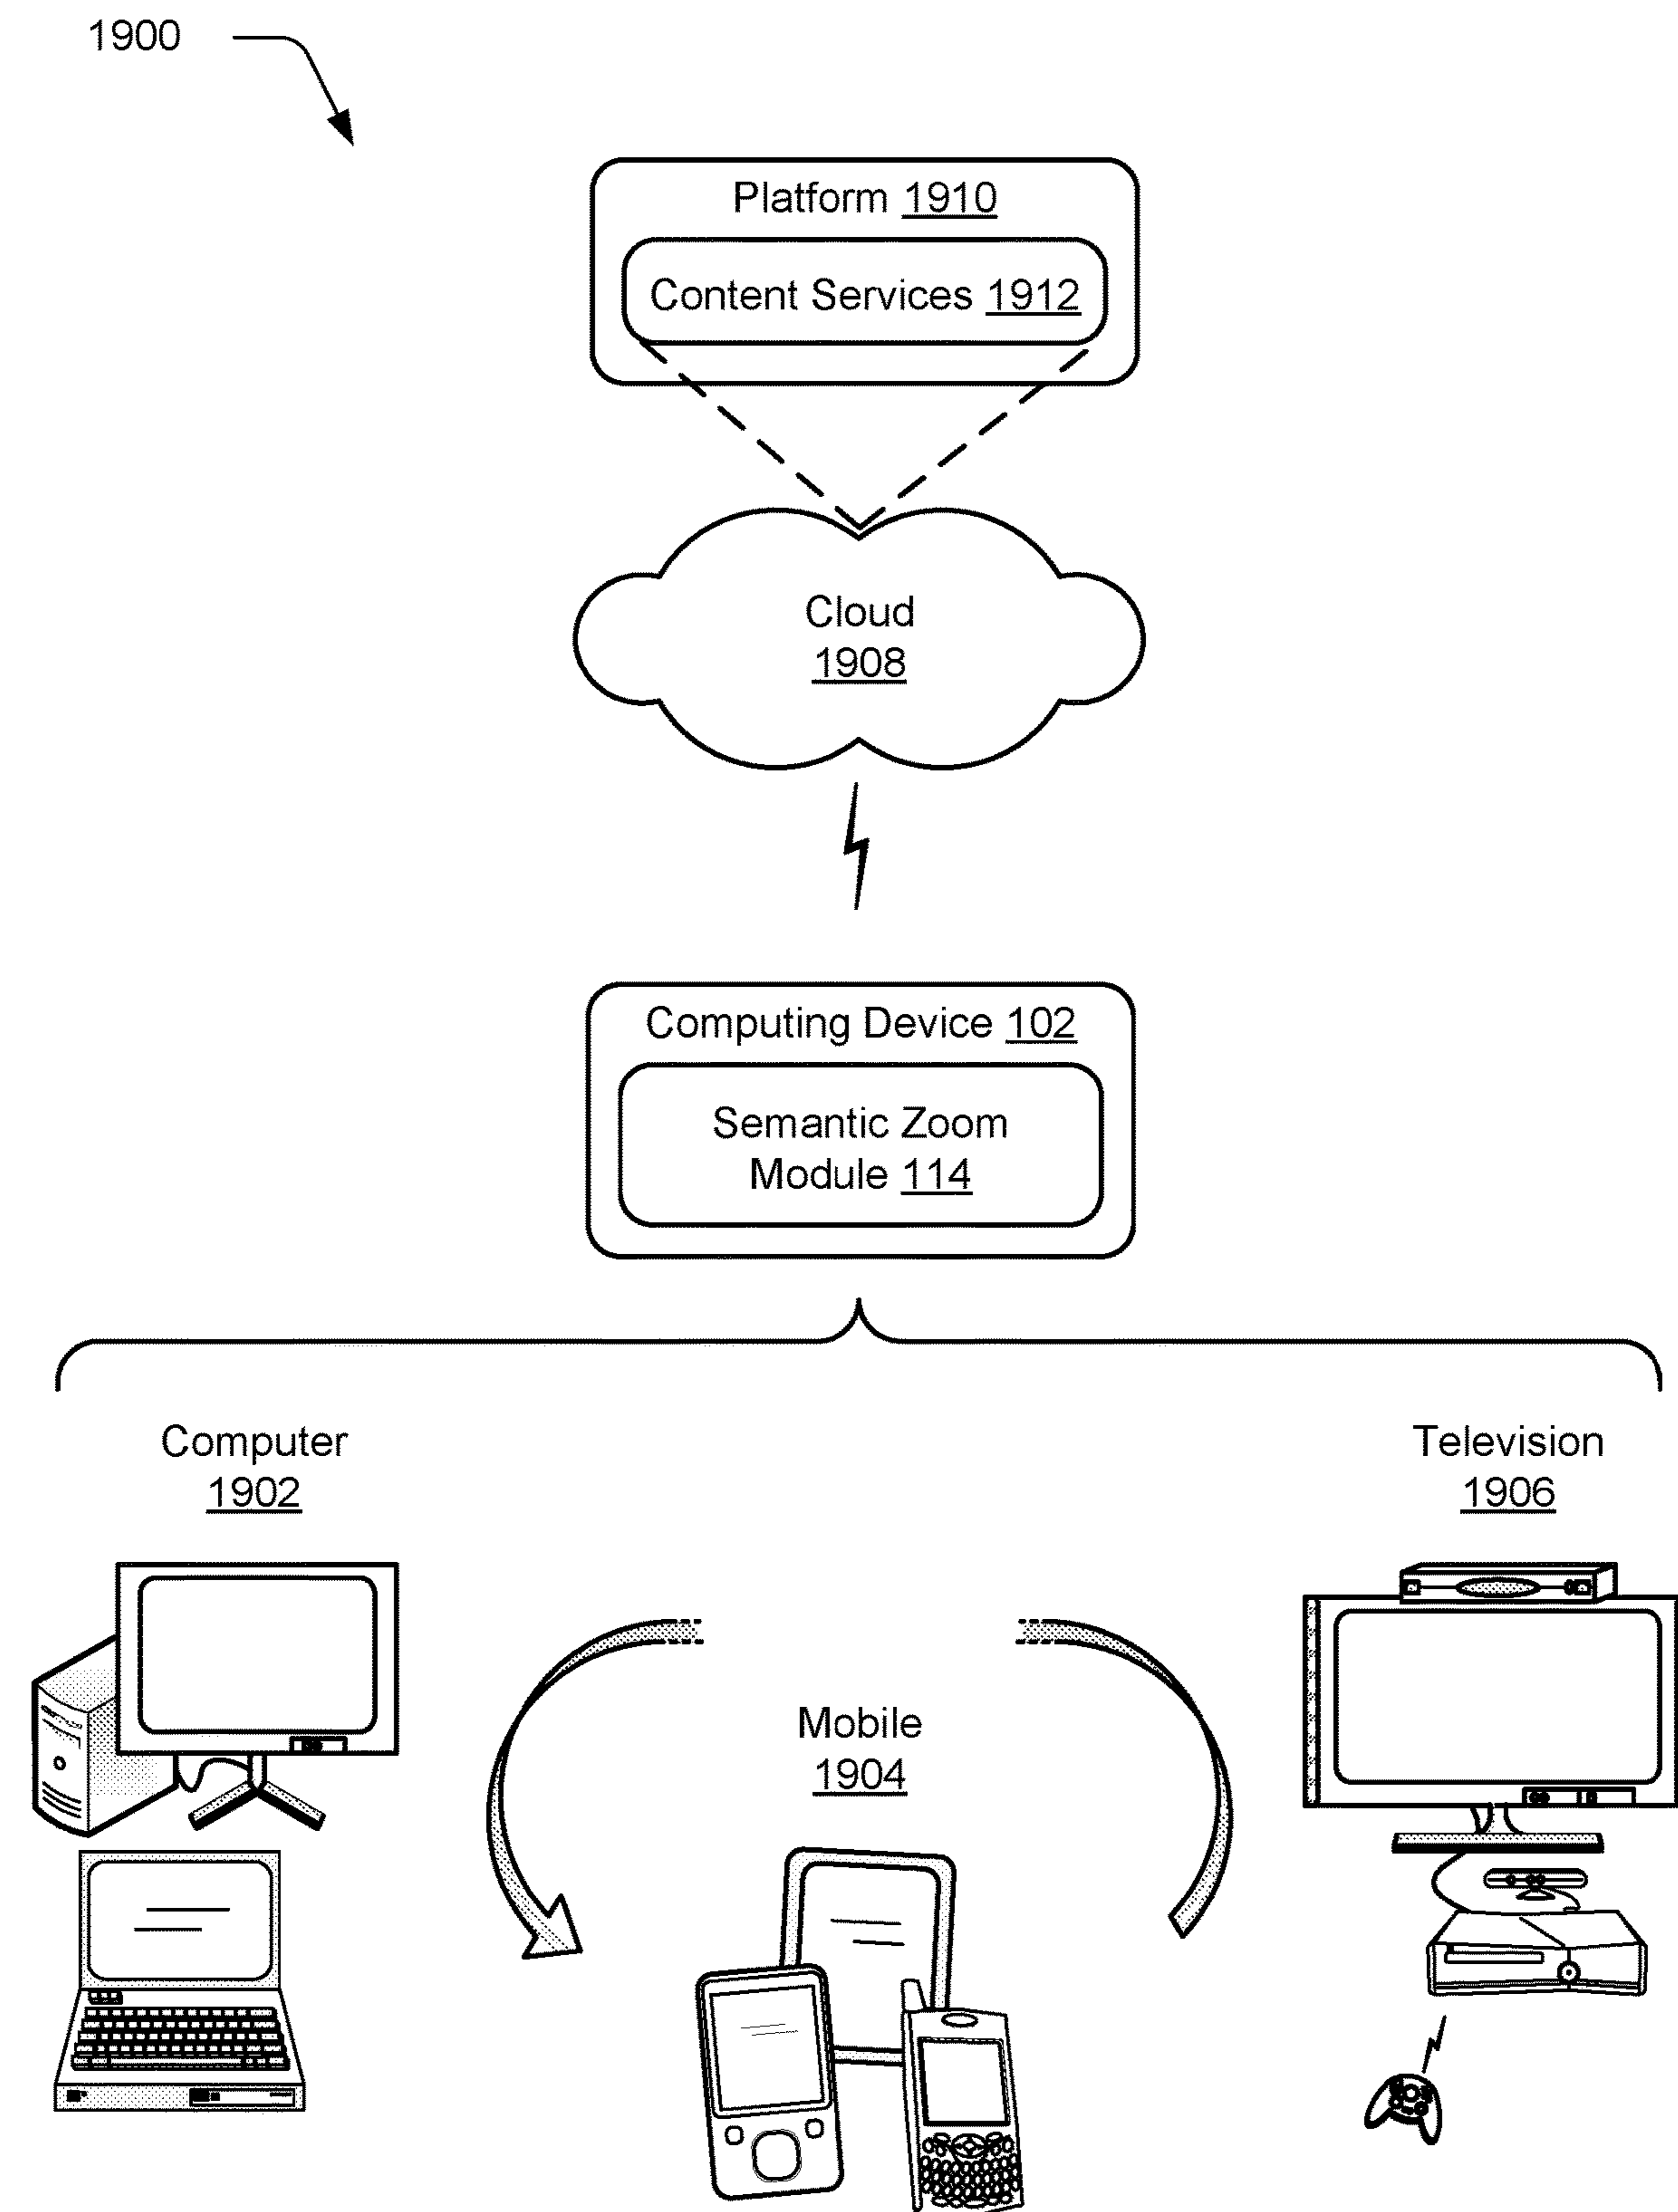 1900
Platform 1910
Content Services 1912
Cloud
1908
Computing Device 102
Semantic Zoom
Module 114
Computer
1902
Television
1906
Mobile
1904